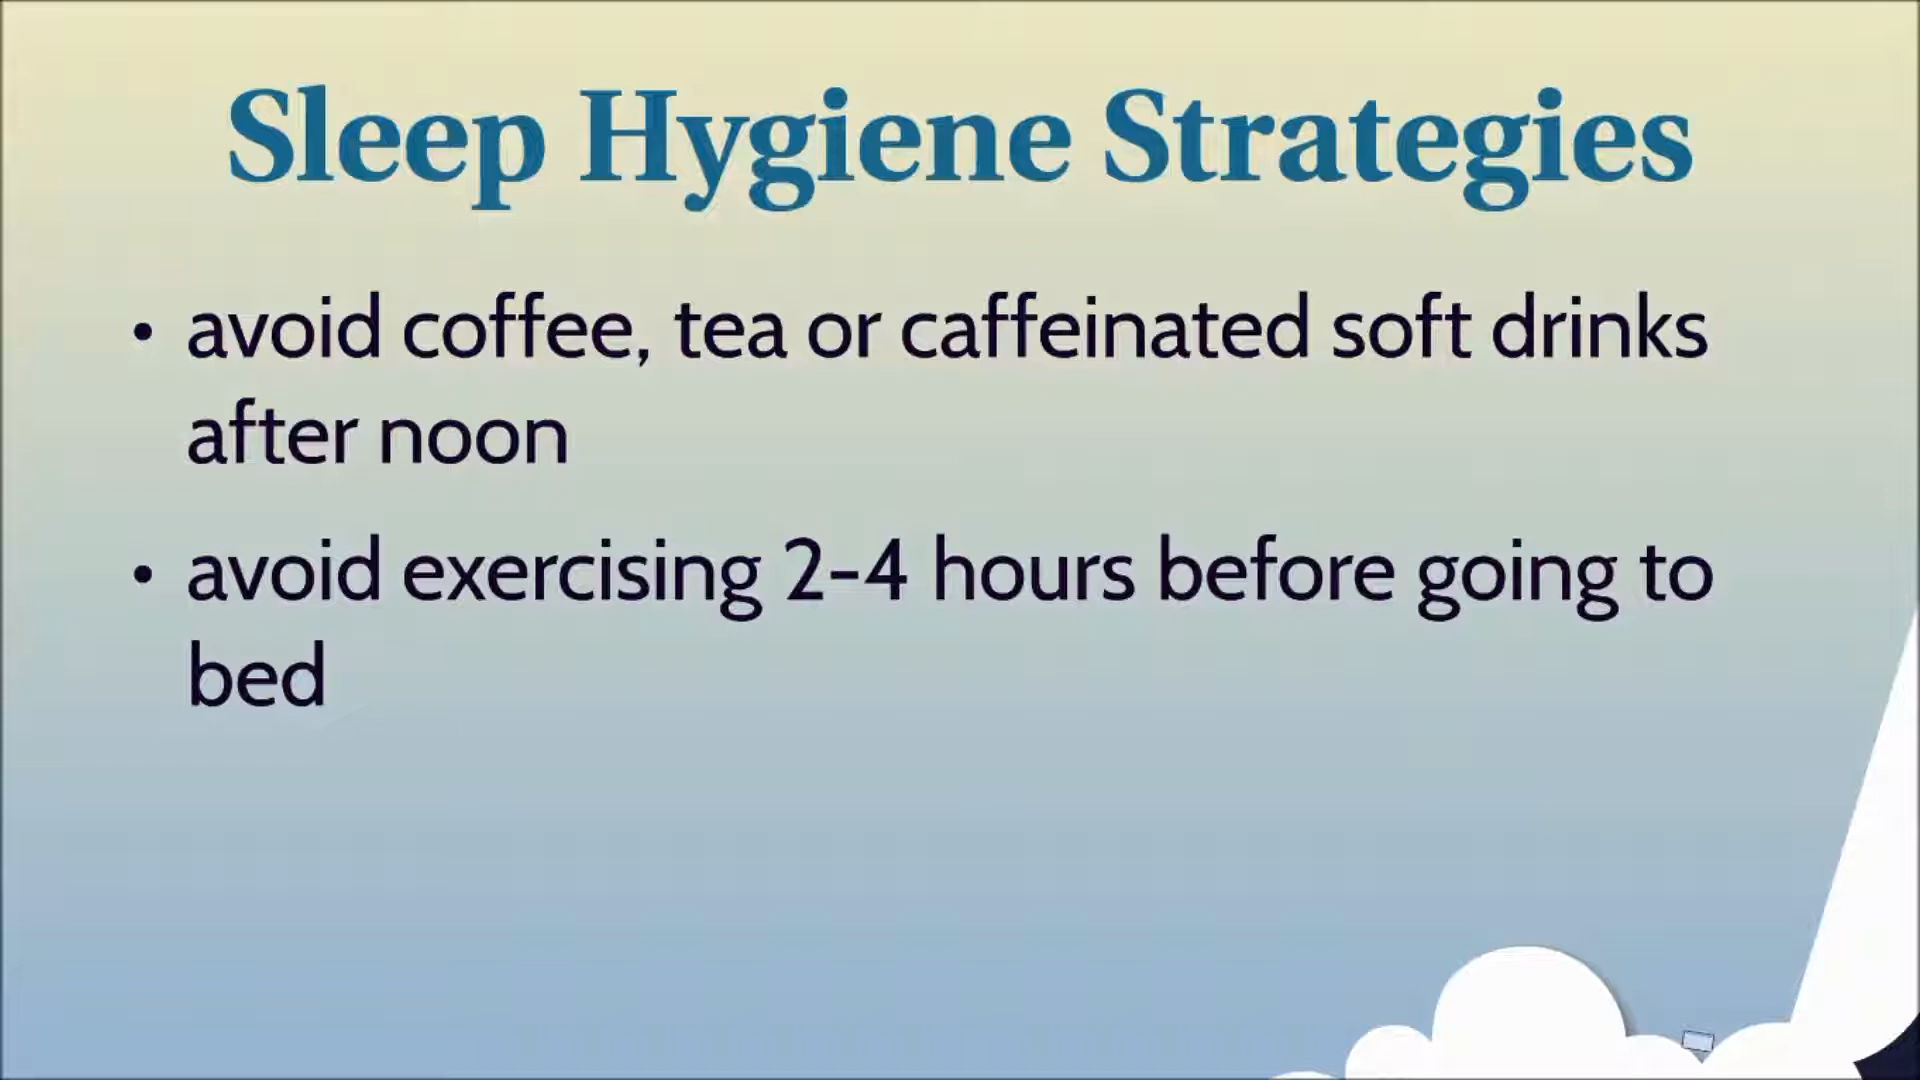 Sleep Hygiene Strategies
• avoid coffee, tea or caffeinated soft drinks
after noon
• avoid exercising 2-4 hours before going to
bed